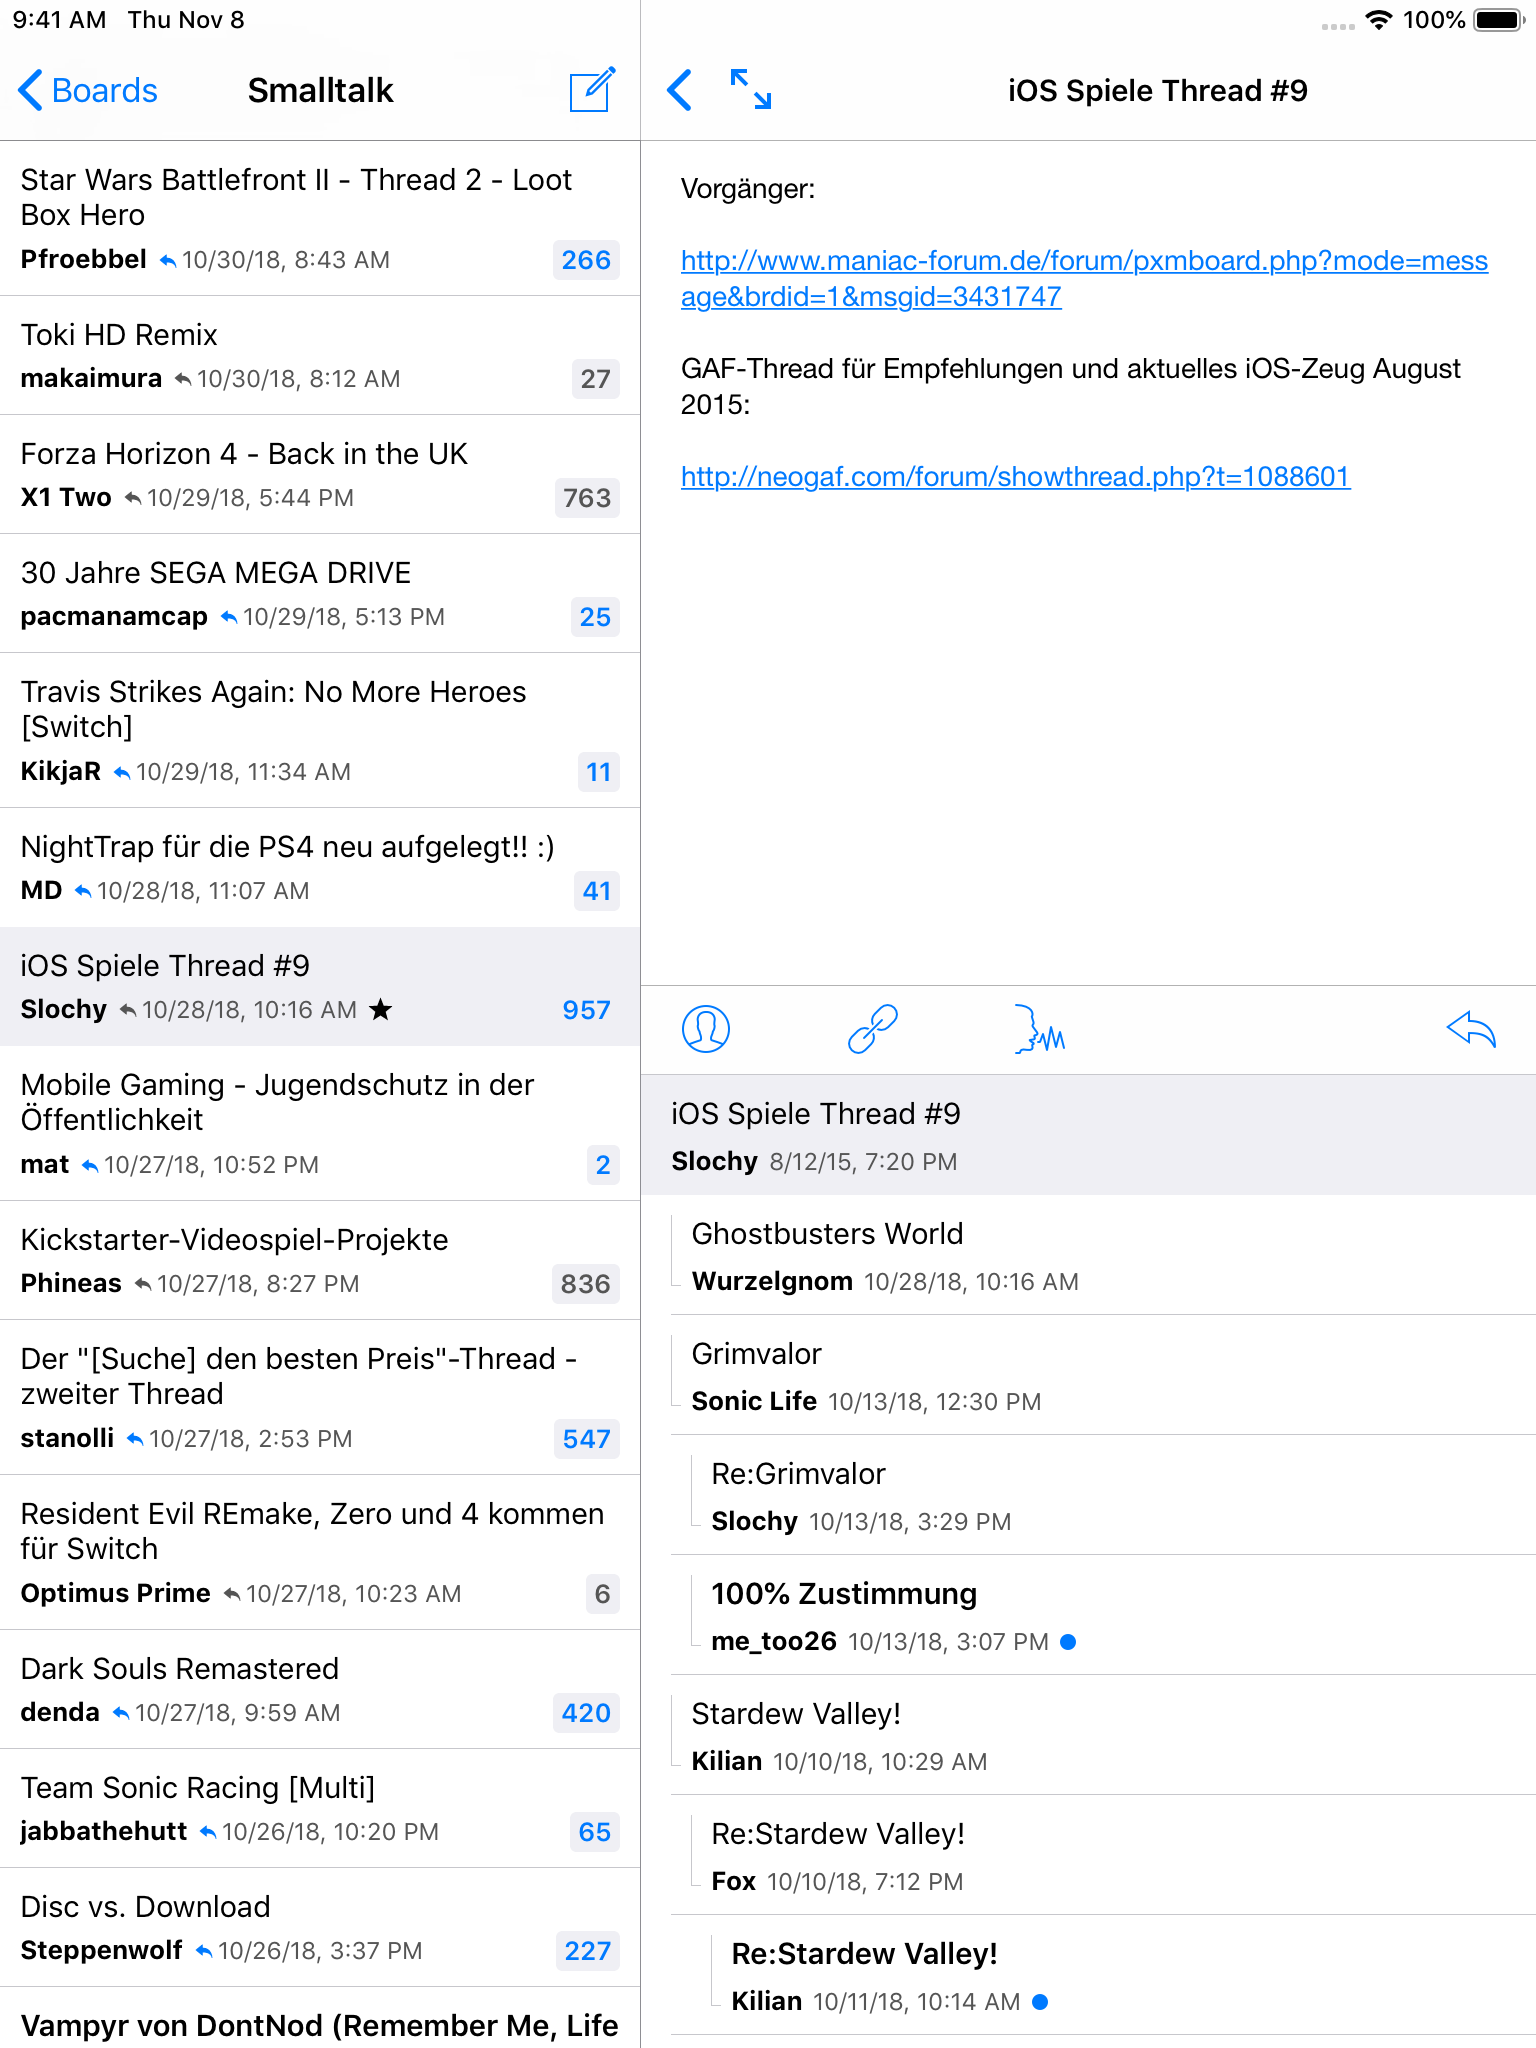 9:41 AM Thu Nov 8
100%
Boards
Smalltalk
Star Wars Battlefront II - Thread 2 - Loot
Box Hero
Pfroebbel 10/30/18, 8:43 AM 266
Toki HD Remix
makaimura 10/30/18, 8:12 AM 27
Forza Horizon 4 - Back in the UK
X1 Two 10/29/18, 5:44 PM 763
30 Jahre SEGA MEGA DRIVE
pacmanamcap 10/29/18, 5:13 PM 25
Travis Strikes Again: No More Heroes
[Switch]
KikjaR 10/29/18, 11:34 AM 11
NightTrap für die PS4 neu aufgelegt!! :)
MD 10/28/18, 11:07 AM 41
iOS Spiele Thread #9
Slochy 10/28/18, 10:16 AM ★ 957
Mobile Gaming - Jugendschutz in der
Öffentlichkeit
mat 10/27/18, 10:52 PM 2
Kickstarter-Videospiel-Projekte
Phineas 10/27/18, 8:27 PM 836
Der "[Suche] den besten Preis"-Thread -
zweiter Thread
stanolli 10/27/18, 2:53 PM 547
Resident Evil REmake, Zero und 4 kommen
für Switch
Optimus Prime 10/27/18, 10:23 AM 6
Dark Souls Remastered
denda 10/27/18, 9:59 AM 420
Team Sonic Racing [Multi]
jabbathehutt 10/26/18, 10:20 PM 65
Disc vs. Download
Steppenwolf 10/26/18, 3:37 PM 227
Vampyr von DontNod (Remember Me, Life
iOS Spiele Thread #9
Vorgänger:
http://www.maniac-forum.de/forum/pxmboard.php?mode=mess
age&brdid=1&msgid=3431747
GAF-Thread für Empfehlungen und aktuelles iOS-Zeug August
2015:
http://neogaf.com/forum/showthread.php?t=1088601
iOS Spiele Thread #9
Slochy 8/12/15, 7:20 PM
Ghostbusters World
Wurzelgnom 10/28/18, 10:16 AM
Grimvalor
Sonic Life 10/13/18, 12:30 PM
Re:Grimvalor
Slochy 10/13/18, 3:29 PM
100% Zustimmung
me_too26 10/13/18, 3:07 PM
Stardew Valley!
Kilian 10/10/18, 10:29 AM
Re:Stardew Valley!
Fox 10/10/18, 7:12 PM
Re:Stardew Valley!
Kilian 10/11/18, 10:14 AM